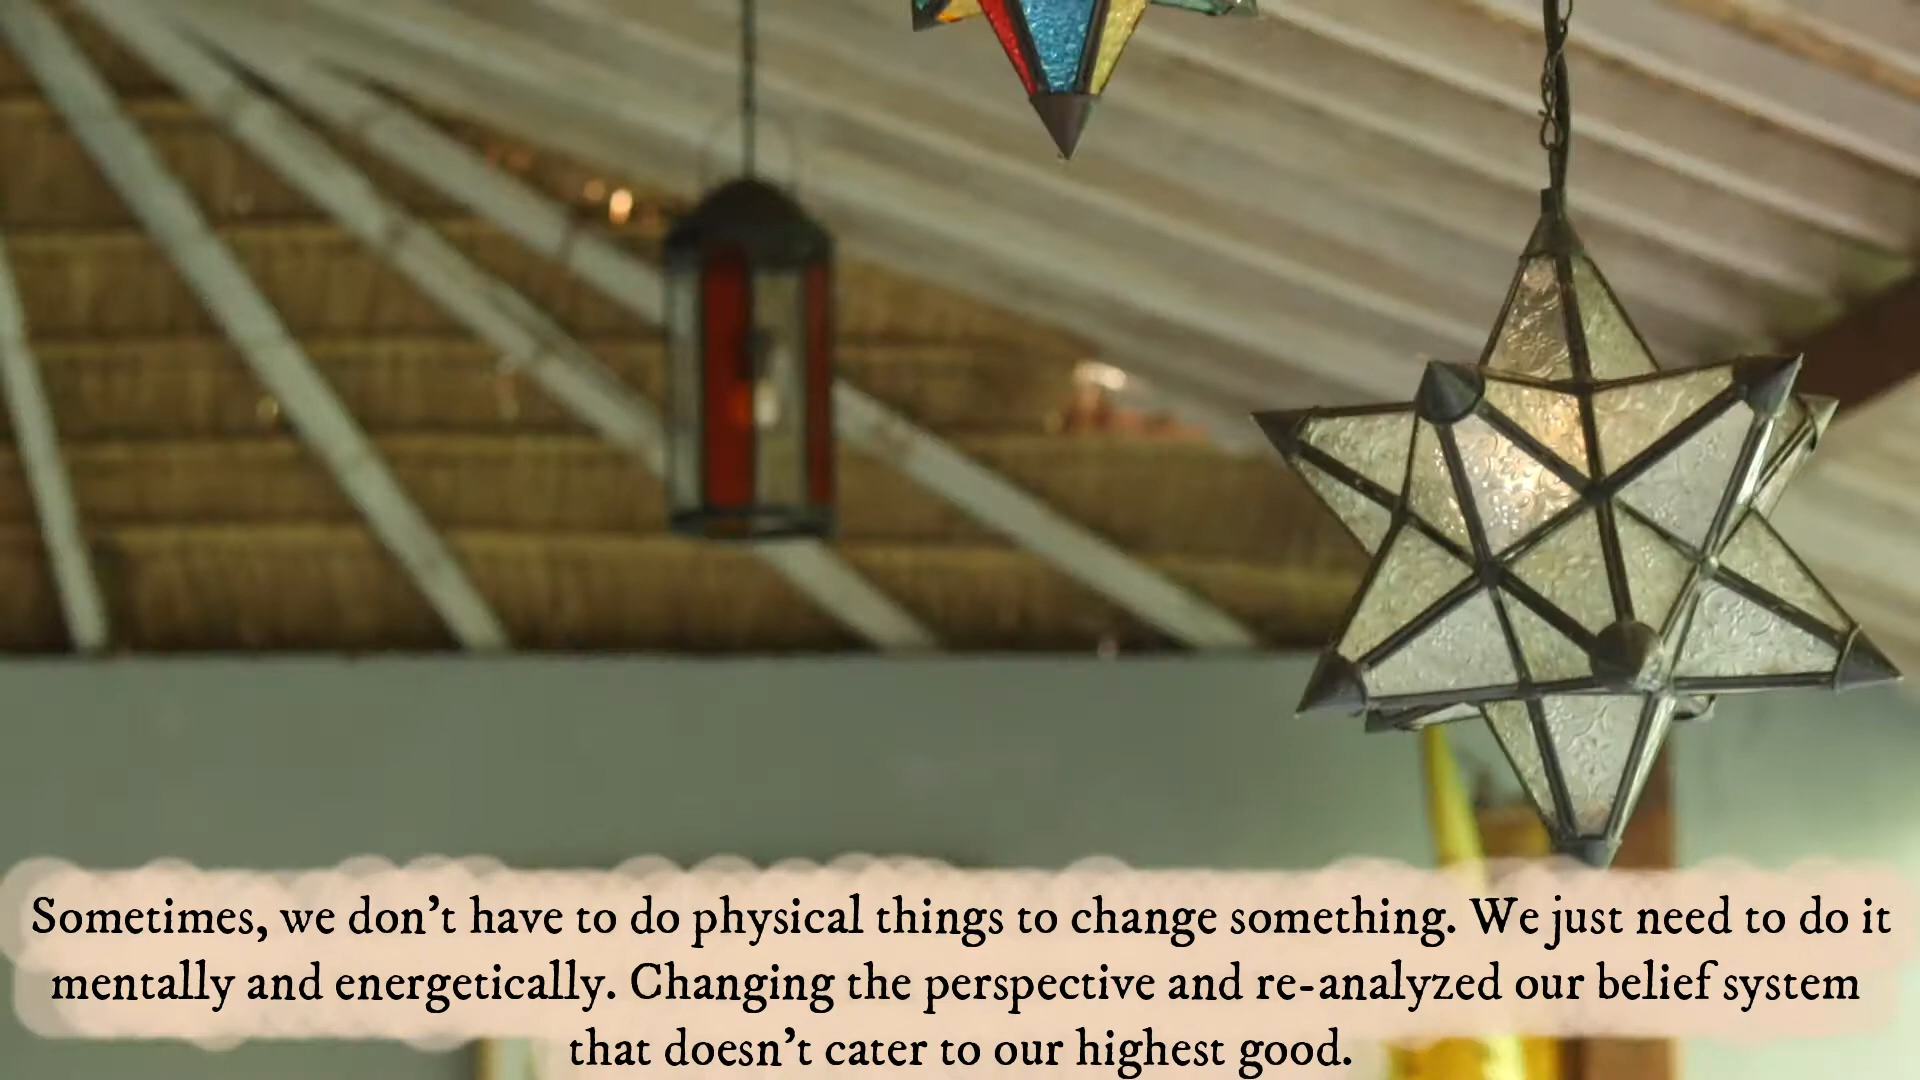 Sometimes, we don't have to do physical things to change something. We just need to do it
mentally and energetically. Changing the perspective and re-analyzed our belief system
that doesn't cater to our highest good.